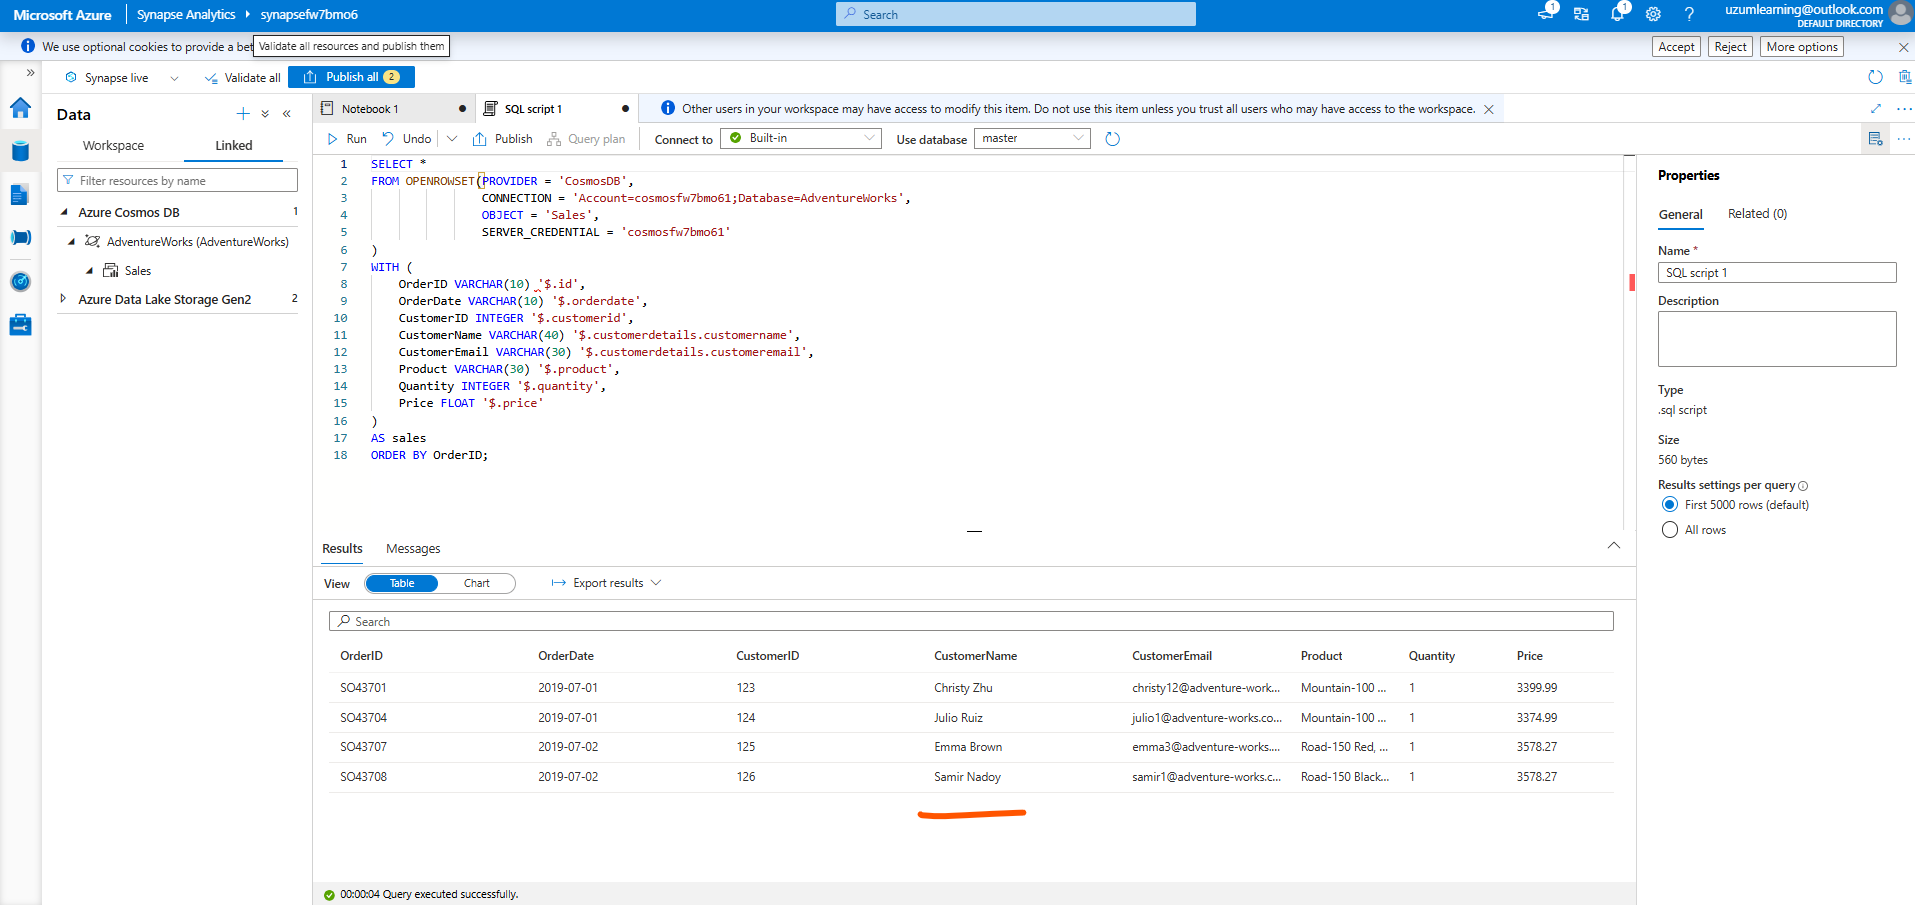 Microsoft Azure Synapse Analytics synapsefw7bmo6 Search 1 1 uzumlearning@outlook.com
DEFAULT DIRECTORY
We use optional cookies to provide a bet Validate all resources and publish them Accept Reject More options
Synapse live Validate all Publish all 2
Data
Workspace Linked
Filter resources by name
Azure Cosmos DB 1
AdventureWorks (AdventureWorks)
Sales
Azure Data Lake Storage Gen2 2
Notebook 1 SQL script 1 Other users in your workspace may have access to modify this item. Do not use this item unless you trust all users who may have access to the workspace.
Run Undo Publish Query plan Connect to Built-in Use database master
1 SELECT *
2 FROM OPENROWSET(PROVIDER = 'CosmosDB',
3 CONNECTION = 'Account=cosmosfw7bmo61;Database=AdventureWorks',
4 OBJECT = 'Sales',
5 SERVER_CREDENTIAL = 'cosmosfw7bmo61'
6 )
7 WITH (
8 OrderID VARCHAR(10) '$.id',
9 OrderDate VARCHAR(10) '$.orderdate',
10 CustomerID INTEGER '$.customerid',
11 CustomerName VARCHAR(40) '$.customerdetails.customername',
12 CustomerEmail VARCHAR(30) '$.customerdetails.customeremail',
13 Product VARCHAR(30) '$.product',
14 Quantity INTEGER '$.quantity',
15 Price FLOAT '$.price'
16 )
17 AS sales
18 ORDER BY OrderID;
Results Messages
View Table Chart Export results
Search
OrderID OrderDate CustomerID CustomerName CustomerEmail Product Quantity Price
SO43701 2019-07-01 123 Christy Zhu christy12@adventure-work... Mountain-100 ... 1 3399.99
SO43704 2019-07-01 124 Julio Ruiz julio1@adventure-works.co... Mountain-100 ... 1 3374.99
SO43707 2019-07-02 125 Emma Brown emma3@adventure-works.... Road-150 Red, ... 1 3578.27
SO43708 2019-07-02 126 Samir Nadoy samir1@adventure-works.c... Road-150 Black... 1 3578.27
00:00:04 Query executed successfully.
Properties
General Related (0)
Name *
SQL script 1
Description
Type
.sql script
Size
560 bytes
Results settings per query
First 5000 rows (default)
All rows